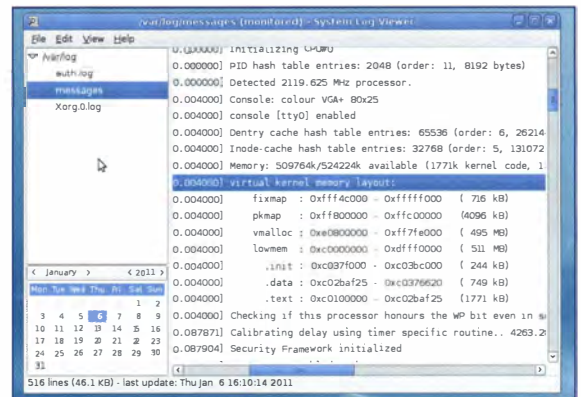 /var/log/messages (monitored) - System Log Viewer
File Edit View Help
/var/log
auth.log
messages
Xorg.0.log
0.000000] Initializing CPU#0
0.000000] PID hash table entries: 2048 (order: 11, 8192 bytes)
0.000000] Detected 2119.625 MHz processor.
0.004000] Console: colour VGA+ 80x25
0.004000] console [tty0] enabled
0.004000] Dentry cache hash table entries: 65536 (order: 6, 26214
0.004000] Inode-cache hash table entries: 32768 (order: 5, 131072
0.004000] Memory: 509764k/524224k available (1771k kernel code, 1
0.004000] virtual kernel memory layout:
0.004000] fixmap : 0xfff4c000 - 0xfffff000 ( 716 kB)
0.004000] pkmap : 0xff800000 - 0xffc00000 (4096 kB)
0.004000] vmalloc : 0xe0800000 - 0xff7fe000 ( 495 MB)
0.004000] lowmem : 0xc0000000 - 0xdfff0000 ( 511 MB)
0.004000] .init : 0xc037f000 - 0xc03bc000 ( 244 kB)
0.004000] .data : 0xc02baf25 - 0xc0376620 ( 749 kB)
0.004000] .text : 0xc0100000 - 0xc02baf25 (1771 kB)
0.004000] Checking if this processor honours the WP bit even in
0.087871] Calibrating delay using timer specific routine.. 4263.2
0.087904] Security Framework initialized
< January > < 2011 >
Mon Tue Wed Thu Fri Sat Sun
1 2
3 4 5 6 7 8 9
10 11 12 13 14 15 16
17 18 19 20 21 22 23
24 25 26 27 28 29 30
31
516 lines (46.1 KB) - last update: Thu Jan 6 16:10:14 2011